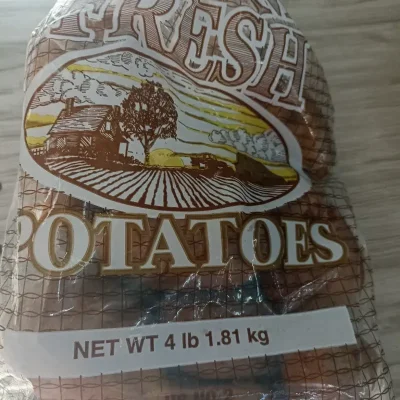 FRESH
POTATOES
NET WT 4 lb 1.81 kg